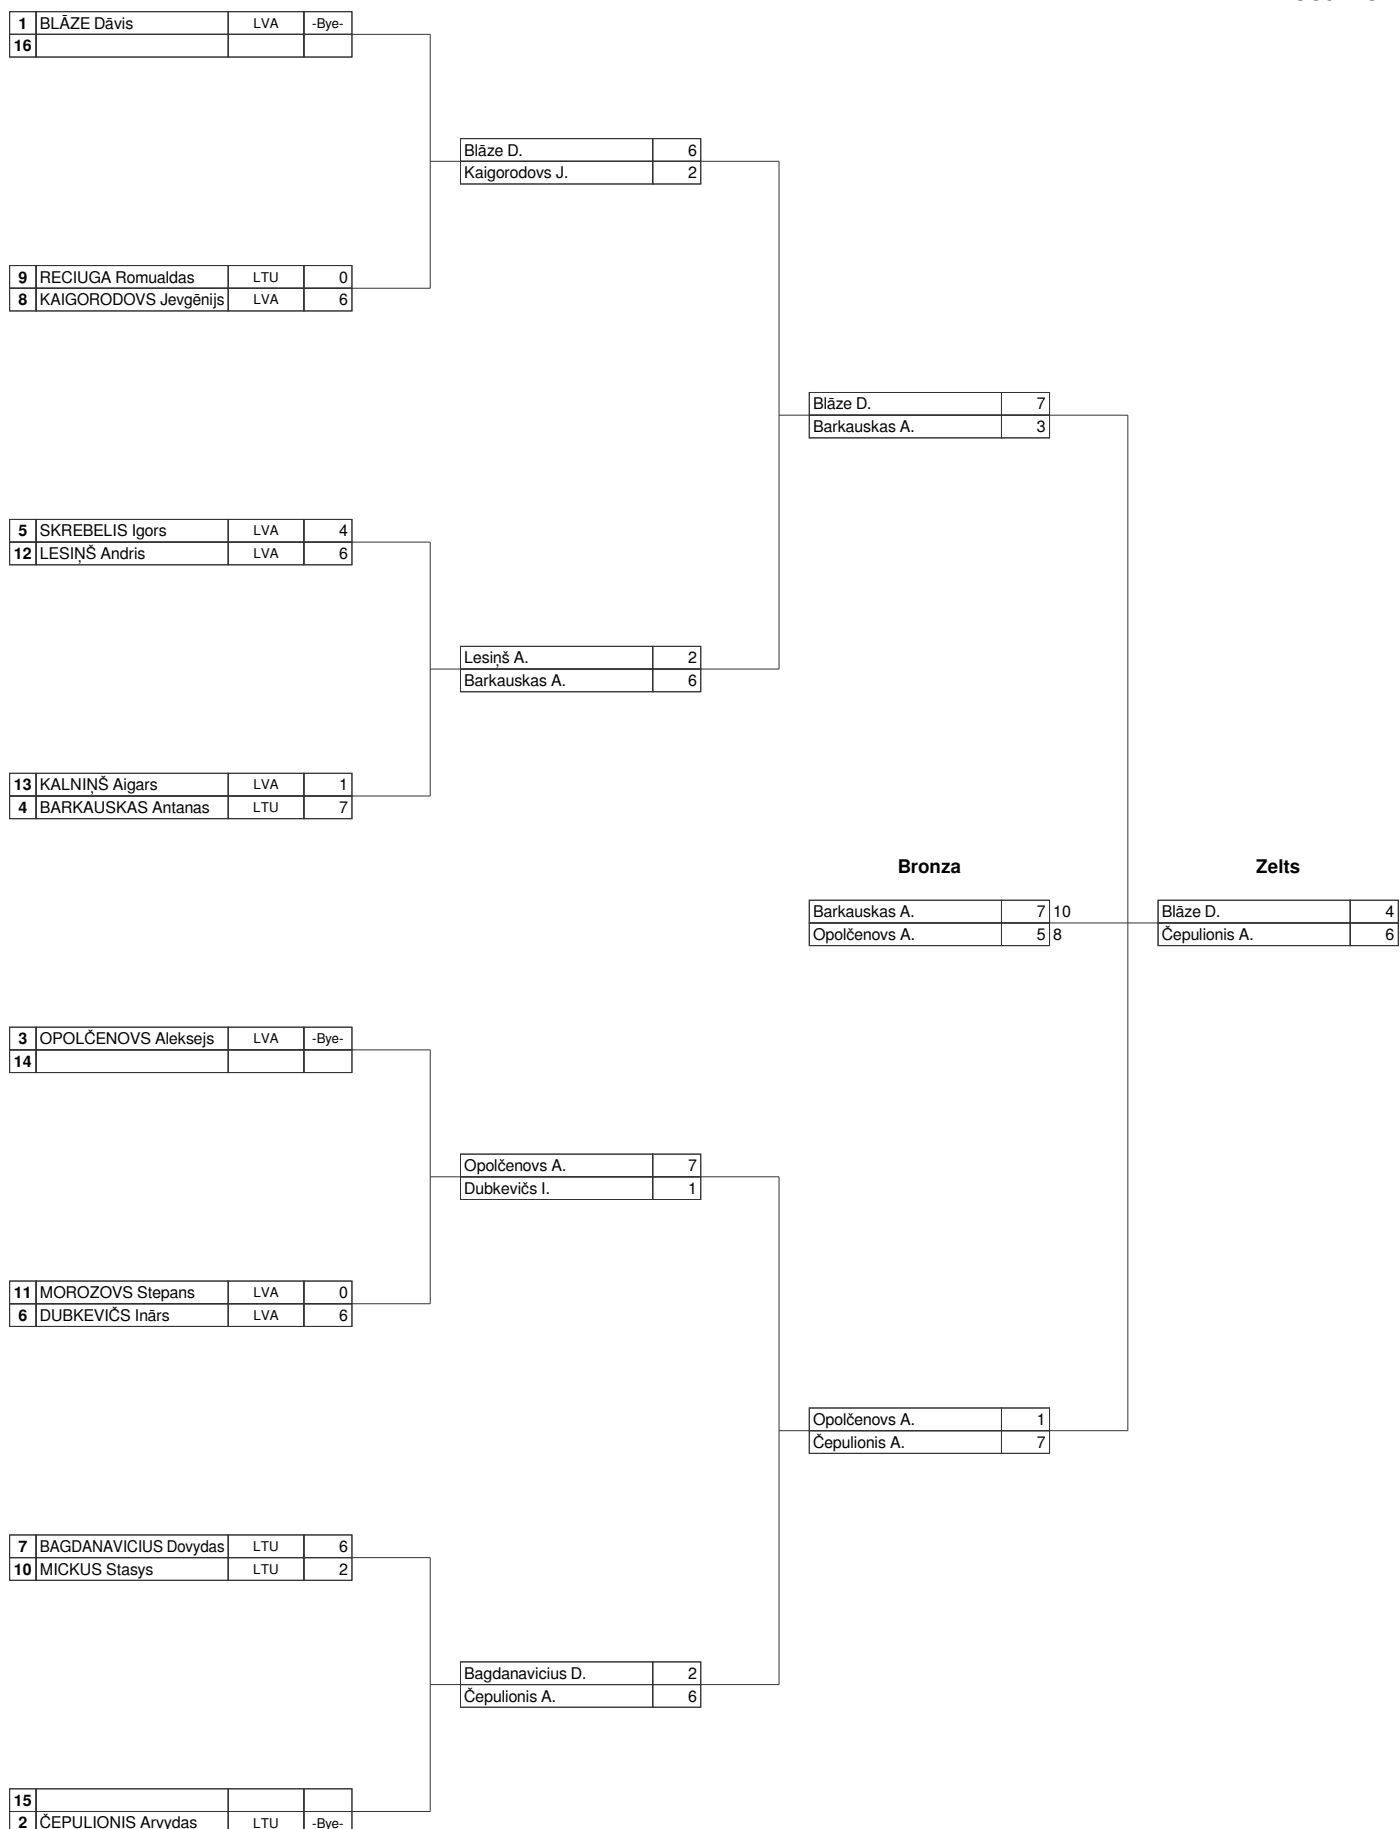 1 BLĀZE Dāvis LVA -Bye-
16
Blāze D. 6
Kaigorodovs J. 2
9 RECIUGA Romualdas LTU 0
8 KAIGORODOVS Jevgēnijs LVA 6
Blāze D. 7
Barkauskas A. 3
5 SKREBELIS Igors LVA 4
12 LESIŅŠ Andris LVA 6
Lesiņš A. 2
Barkauskas A. 6
13 KALNIŅŠ Aigars LVA 1
4 BARKAUSKAS Antanas LTU 7
Bronza Zelts
Barkauskas A. 7 10 Blāze D. 4
Opolčenovs A. 5 8 Čepulionis A. 6
3 OPOLČENOVS Aleksejs LVA -Bye-
14
Opolčenovs A. 7
Dubkevičs I. 1
11 MOROZOVS Stepans LVA 0
6 DUBKEVIČS Inārs LVA 6
Opolčenovs A. 1
Čepulionis A. 7
7 BAGDANAVICIUS Dovydas LTU 6
10 MICKUS Stasys LTU 2
Bagdanavicius D. 2
Čepulionis A. 6
15
2 ČEPULIONIS Arvydas LTU -Bye-